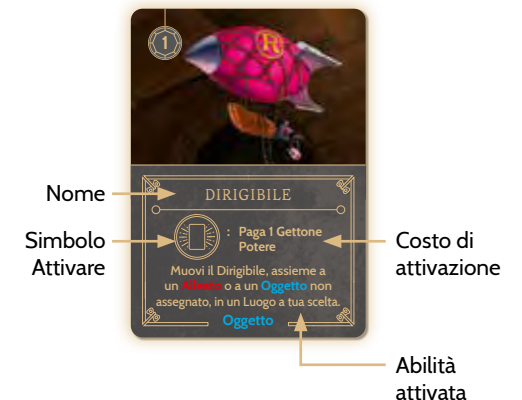 1
R
Nome
DIRIGIBILE
Simbolo
Attivare
: Paga 1 Gettone
Potere
Costo di
attivazione
Muovi il Dirigibile, assieme a
un Alleato o a un Oggetto non
assegnato, in un Luogo a tua scelta.
Oggetto
Abilità
attivata